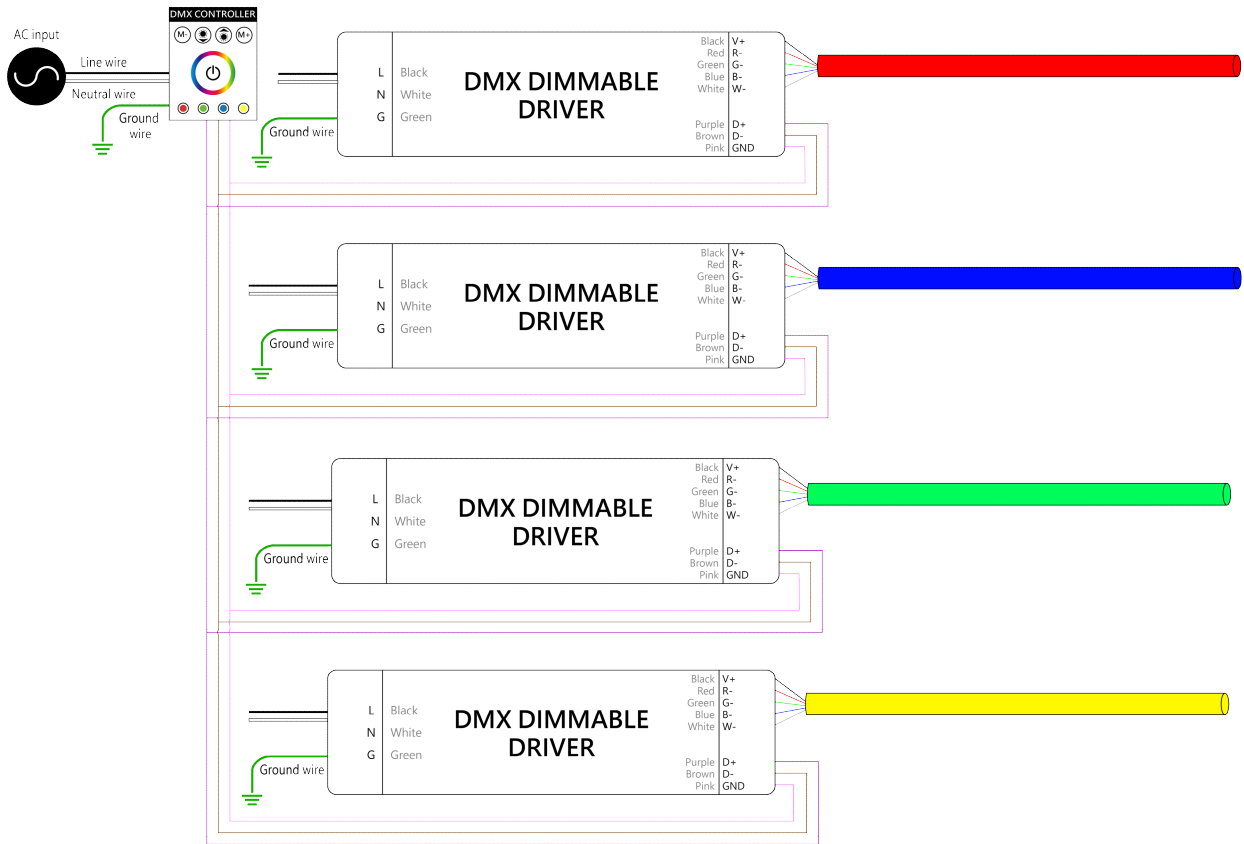 DMX CONTROLLER
M-
M+
AC input
Line wire
Neutral wire
Ground
wire
L Black
N White
G Green
Ground wire
DMX DIMMABLE
DRIVER
Black V+
Red R-
Green G-
Blue B-
White W-
Purple D+
Brown D-
Pink GND
L Black
N White
G Green
Ground wire
DMX DIMMABLE
DRIVER
Black V+
Red R-
Green G-
Blue B-
White W-
Purple D+
Brown D-
Pink GND
L Black
N White
G Green
Ground wire
DMX DIMMABLE
DRIVER
Black V+
Red R-
Green G-
Blue B-
White W-
Purple D+
Brown D-
Pink GND
L Black
N White
G Green
Ground wire
DMX DIMMABLE
DRIVER
Black V+
Red R-
Green G-
Blue B-
White W-
Purple D+
Brown D-
Pink GND